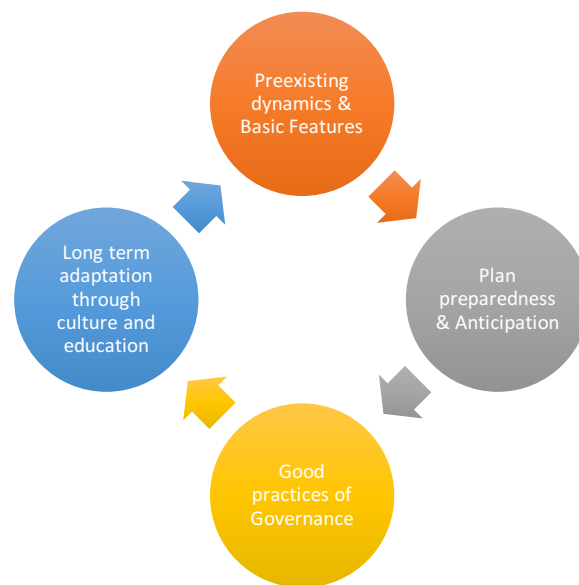 Preexisting
dynamics &
Basic Features
Plan
preparedness
& Anticipation
Good
practices of
Governance
Long term
adaptation
through
culture and
education